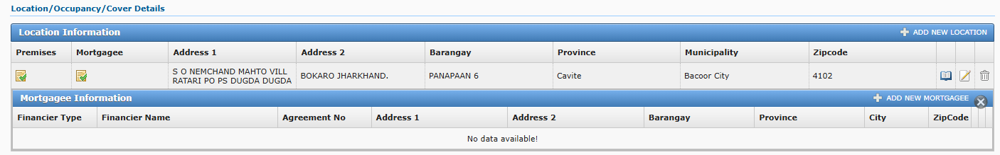 Location/Occupancy/Cover Details
Location Information
ADD NEW LOCATION
Premises Mortgagee Address 1 Address 2 Barangay Province Municipality Zipcode
S O NEMCHAND MAHTO VILL
RATARI PO PS DUGDA DUGDA BOKARO JHARKHAND. PANAPAAN 6 Cavite Bacoor City 4102
Mortgagee Information
ADD NEW MORTGAGEE
Financier Type Financier Name Agreement No Address 1 Address 2 Barangay Province City ZipCode
No data available!